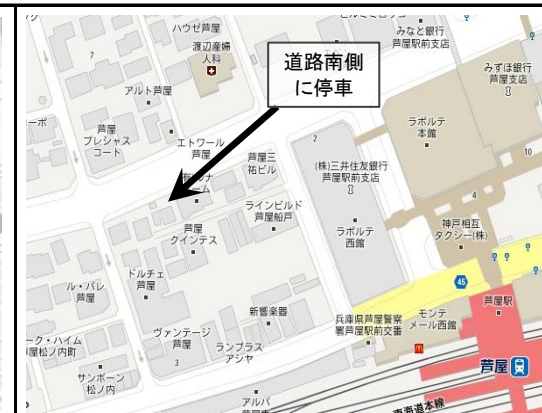 ハウゼ芦屋
渡辺産婦
人科
みなと銀行
芦屋駅前支店
みずほ銀行
芦屋支店
道路南側
に停車
7
アルト芦屋
芦屋
プレシャス
コート
エトワール
芦屋
2
ラポルテ
本館
10
芦屋三
祐ビル
(株)三井住友銀行
芦屋駅前支店
4
ラインビルド
芦屋船戸
芦屋
クインテス
ラポルテ
西館
神戸相互
タクシー(株)
ドルチェ
芦屋
ル・パレ
芦屋
45
芦屋駅
新響楽器
兵庫県芦屋警察
署芦屋駅前交番
モンテ
メール西館
ヴァンテージ
芦屋
ランプラス
アシヤ
3
サンボーン
松ノ内
芦屋
アルパ
東海道本線